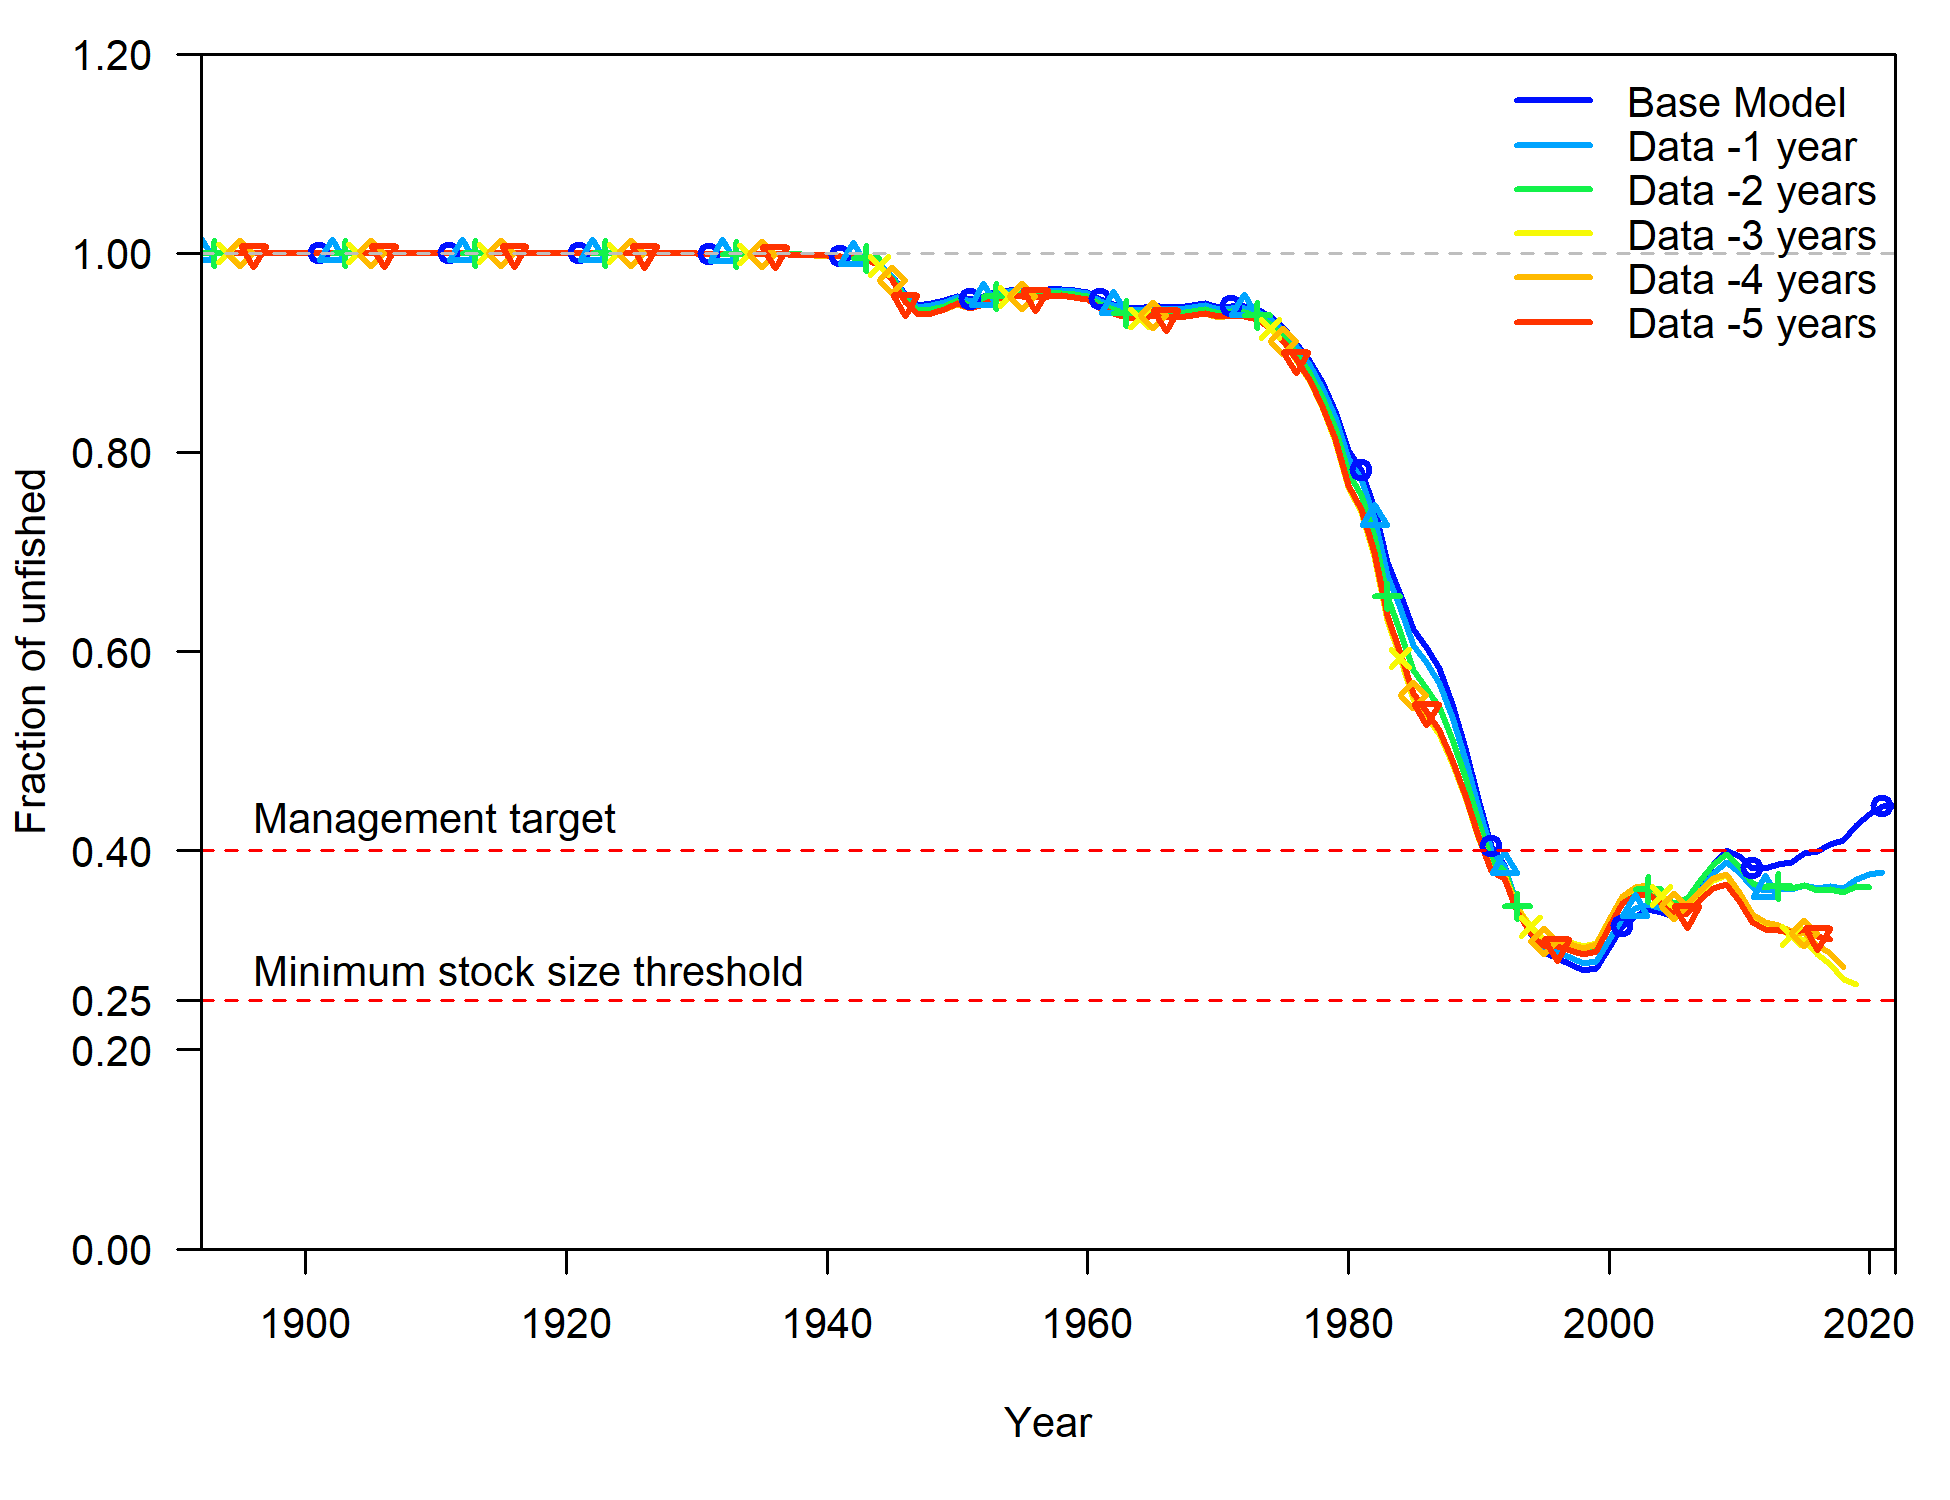 1.20
1.00
0.80
0.60
0.40
0.25
0.20
0.00
Fraction of unfished
Base Model
Data -1 year
Data -2 years
Data -3 years
Data -4 years
Data -5 years
Management target
Minimum stock size threshold
1900 1920 1940 1960 1980 2000 2020
Year